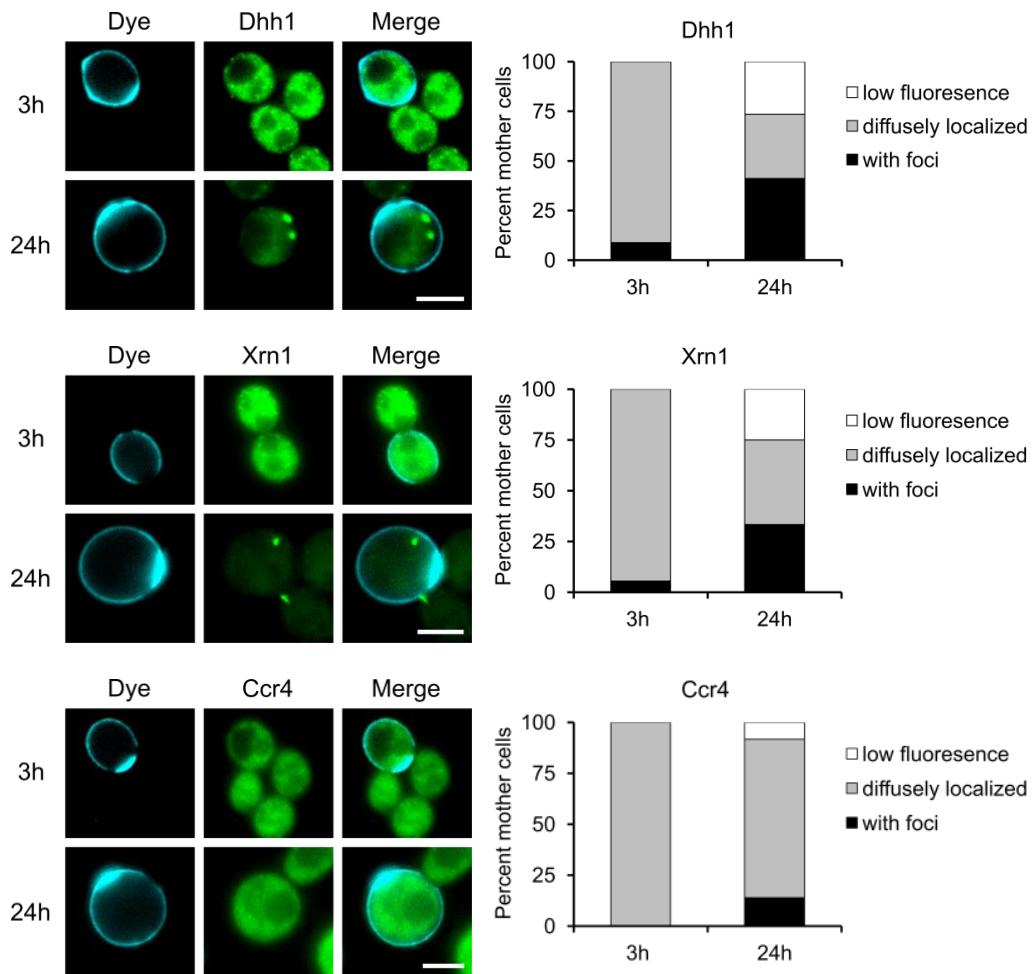 Dye Dhh1 Merge
3h
24h
Dhh1
Percent mother cells
100
75
50
25
0
3h 24h
low fluoresence
diffusely localized
with foci
Dye Xrn1 Merge
3h
24h
Xrn1
Percent mother cells
100
75
50
25
0
3h 24h
low fluoresence
diffusely localized
with foci
Dye Ccr4 Merge
3h
24h
Ccr4
Percent mother cells
100
75
50
25
0
3h 24h
low fluoresence
diffusely localized
with foci